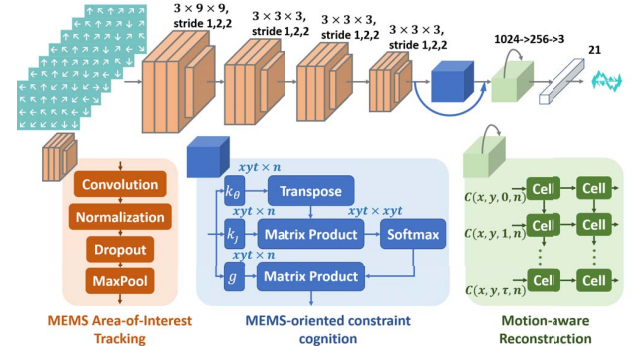 3 × 9 × 9,
stride 1,2,2
3 × 3 × 3,
stride 1,2,2
3 × 3 × 3,
stride 1,2,2
3 × 3 × 3,
stride 1,2,2
1024->256->3
21
Convolution
Normalization
Dropout
MaxPool
MEMS Area-of-Interest
Tracking
xyt × n
k_θ
Transpose
xyt × n
xyt × xyt
k_J
Matrix Product
Softmax
xyt × n
g
Matrix Product
MEMS-oriented constraint
cognition
Cell
Cell
C(x, y, 0, n)
Cell
Cell
C(x, y, 1, n)
Cell
Cell
C(x, y, τ, n)
Motion-aware
Reconstruction